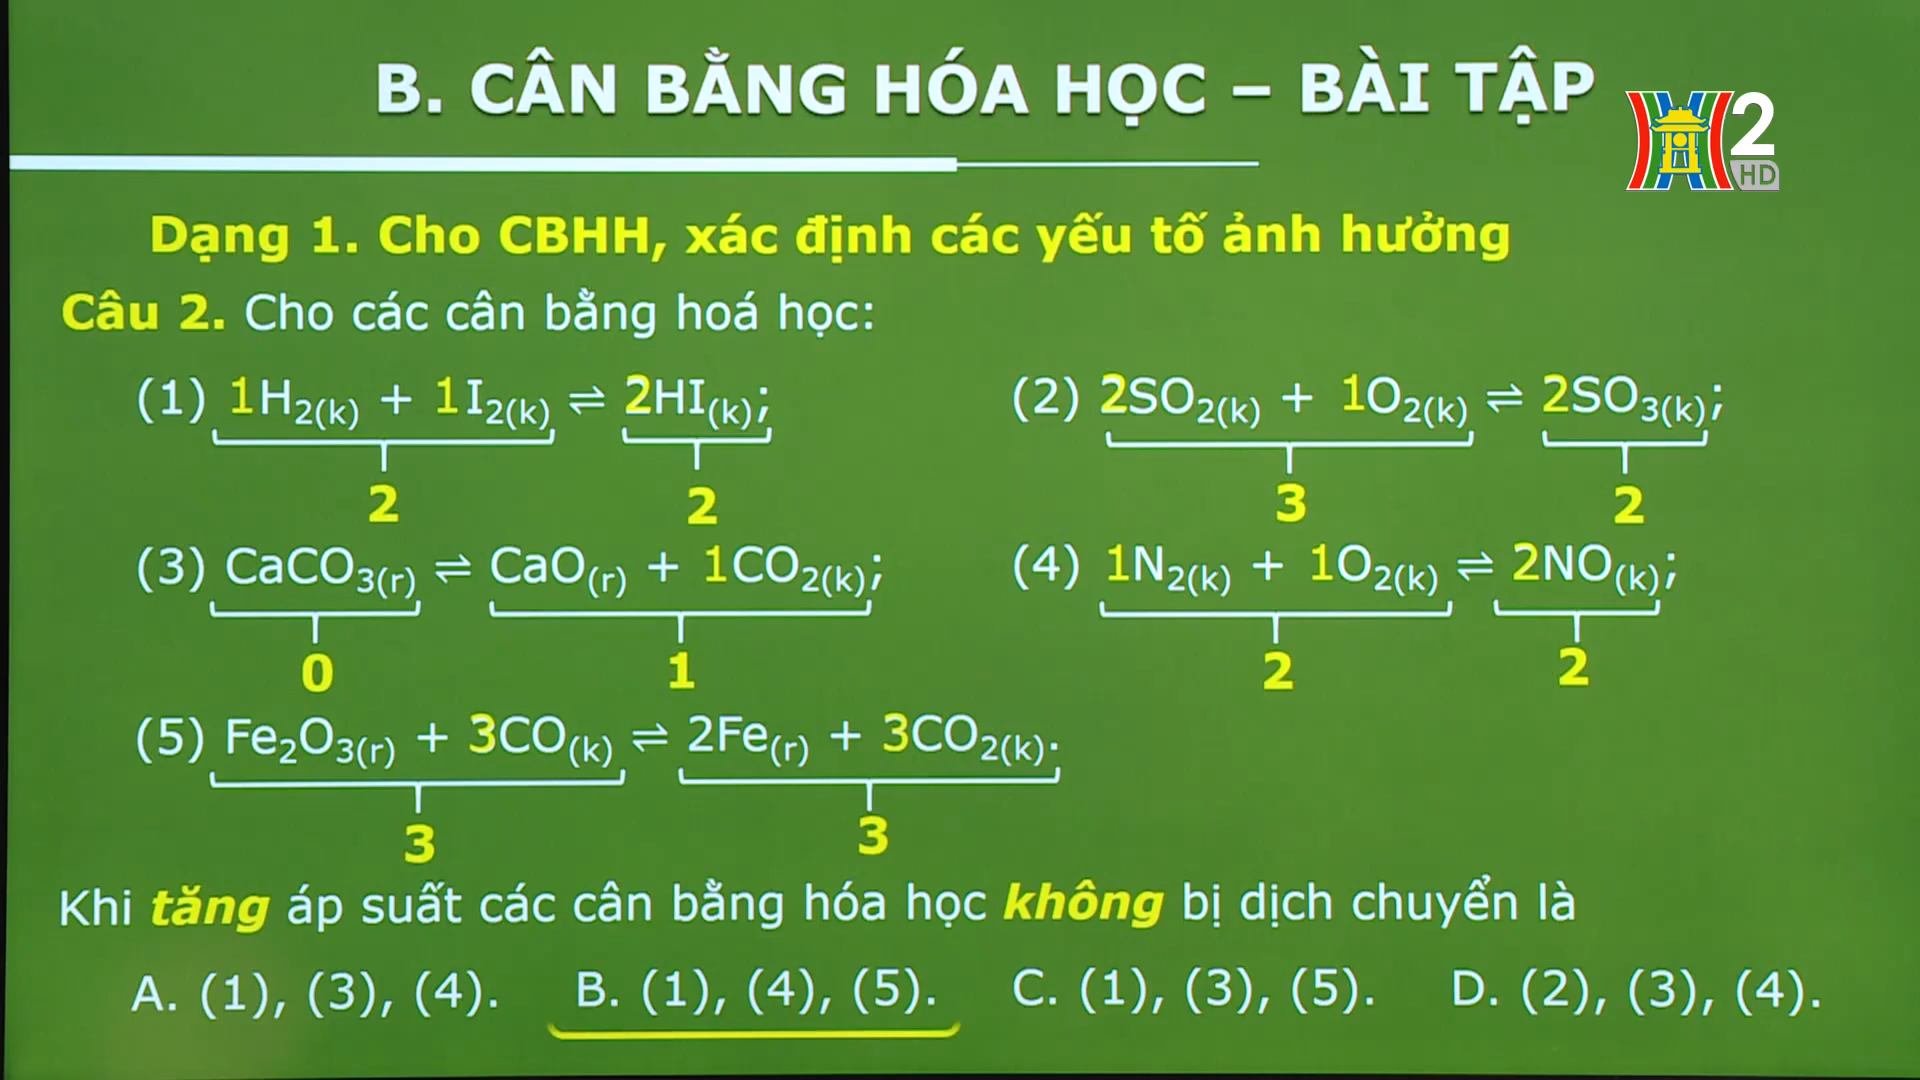 B. CÂN BẰNG HÓA HỌC – BÀI TẬP
2
HD
Dạng 1. Cho CBHH, xác định các yếu tố ảnh hưởng
Câu 2. Cho các cân bằng hoá học:
(1) 1H₂(k) + 1I₂(k) ⇌ 2HI(k); (2) 2SO₂(k) + 1O₂(k) ⇌ 2SO₃(k);
2 2 3 2
(3) CaCO₃(r) ⇌ CaO(r) + 1CO₂(k); (4) 1N₂(k) + 1O₂(k) ⇌ 2NO(k);
0 1 2 2
(5) Fe₂O₃(r) + 3CO(k) ⇌ 2Fe(r) + 3CO₂(k).
3 3
Khi tăng áp suất các cân bằng hóa học không bị dịch chuyển là
A. (1), (3), (4). B. (1), (4), (5). C. (1), (3), (5). D. (2), (3), (4).